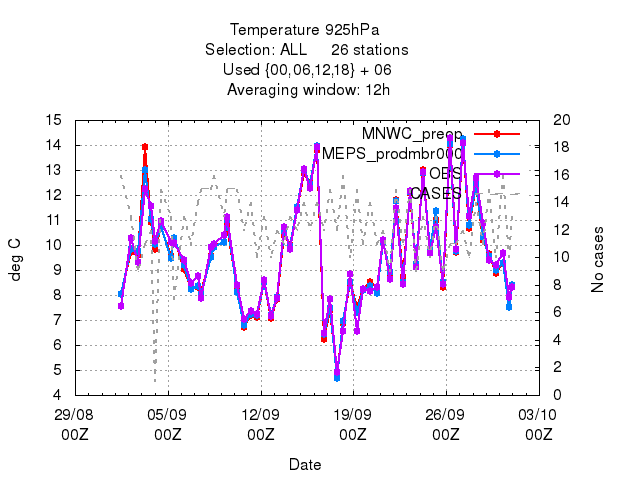 Temperature 925hPa
Selection: ALL 26 stations
Used {00,06,12,18} + 06
Averaging window: 12h
15 20
14 18
13 16
12 14
11 12
10 10
9 8
8 6
7 4
6 2
5 0
4
MNWC_preop
MEPS_prodmbr000
OBS
CASES
deg C
No cases
29/08 05/09 12/09 19/09 26/09 03/10
00Z 00Z 00Z 00Z 00Z 00Z
Date